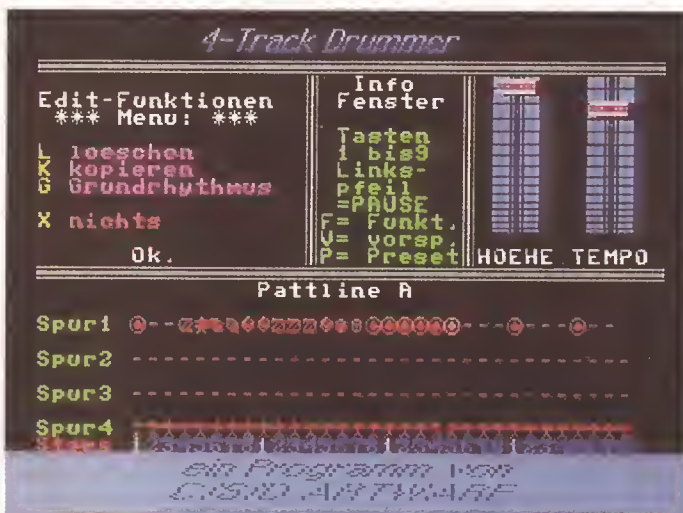 4-Track Drummer
Edit-Funktionen
*** Menu: ***
L loeschen
K kopieren
G Grundrhythmus
X nichts
Ok.
Info
Fenster
Tasten
1 bis9
Links-
pfeil
=PAUSE
F= Funkt.
V= vorsp.
P= Preset
HOEHE TEMPO
Pattline A
Spur1
Spur2
Spur3
Spur4
ein Programm von